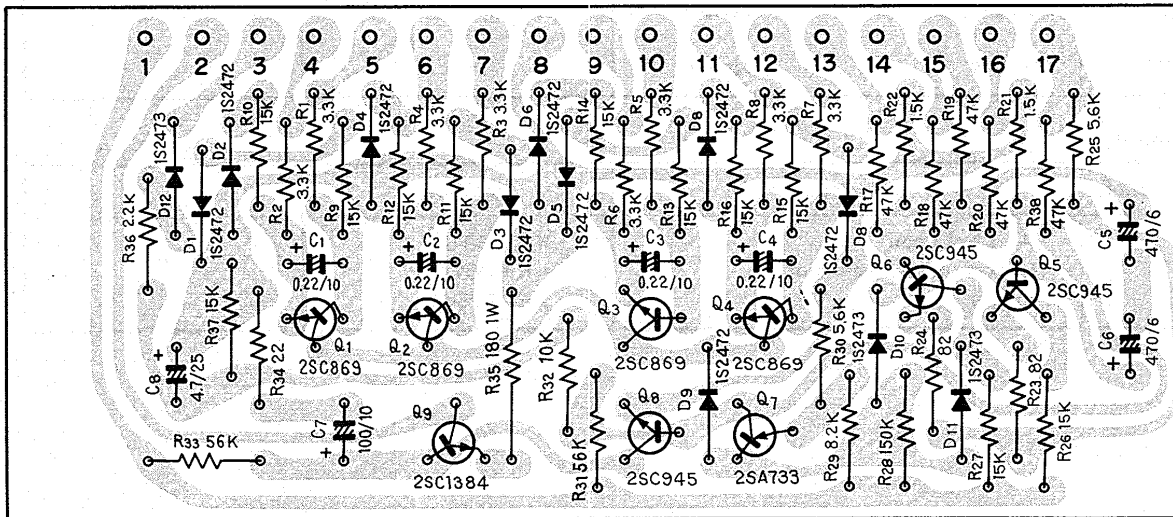 1 2 3 4 5 6 7 8 9 10 11 12 13 14 15 16 17
D12 1S2473
D1 1S2472
D2 1S2472
R10 15K
R2 3.3K
R1 3.3K
R9 15K
D4 1S2472
R12 15K
R4 3.3K
R11 15K
R3 3.3K
D3 1S2472
D6 1S2472
D5 1S2472
R14 15K
R6 3.3K
R5 3.3K
R13 15K
D8 1S2472
R16 15K
R8 3.3K
R15 15K
R7 3.3K
D8 1S2472
R17 47K
R22 1.5K
R18 47K
R19 47K
R20 47K
R21 1.5K
R38 47K
R25 5.6K
R36 2.2K
C1 0.22/10
C2 0.22/10
C3 0.22/10
C4 0.22/10
+ C5 470/6
+ C6 470/6
Q1 2SC869
Q2 2SC869
Q3 2SC869
Q4 2SC869
Q6 2SC945
Q5 2SC945
R37 15K
R34 22
C8 + 4.7/25
R35 180 1W
R32 10K
R30 5.6K
1S2473 D10
R24 82
1S2473 D11
R23 82
R33 56K
C7 + 100/10
Q9 2SC1384
R31 56K
Q8 2SC945
D9 1S2472
Q7 2SA733
R29 8.2K
R28 150K
R27 15K
R26 15K